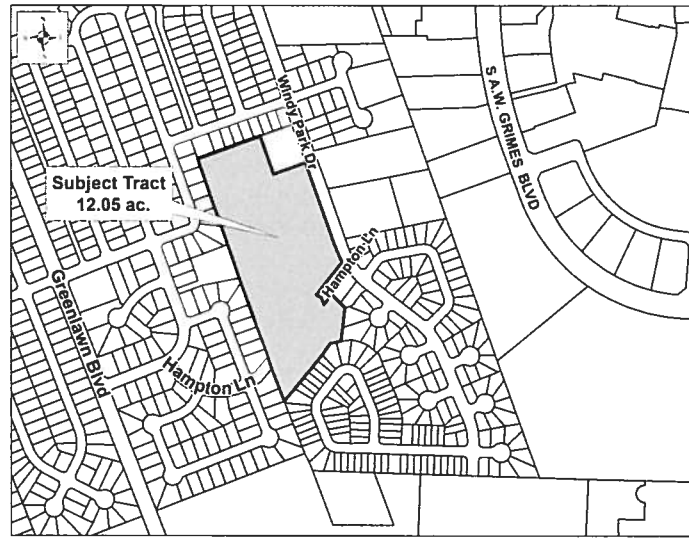 Windy Park Dr
S A.W. GRIMES BLVD
Subject Tract
12.05 ac.
Hampton Ln
Greenlawn Blvd
Hampton Ln